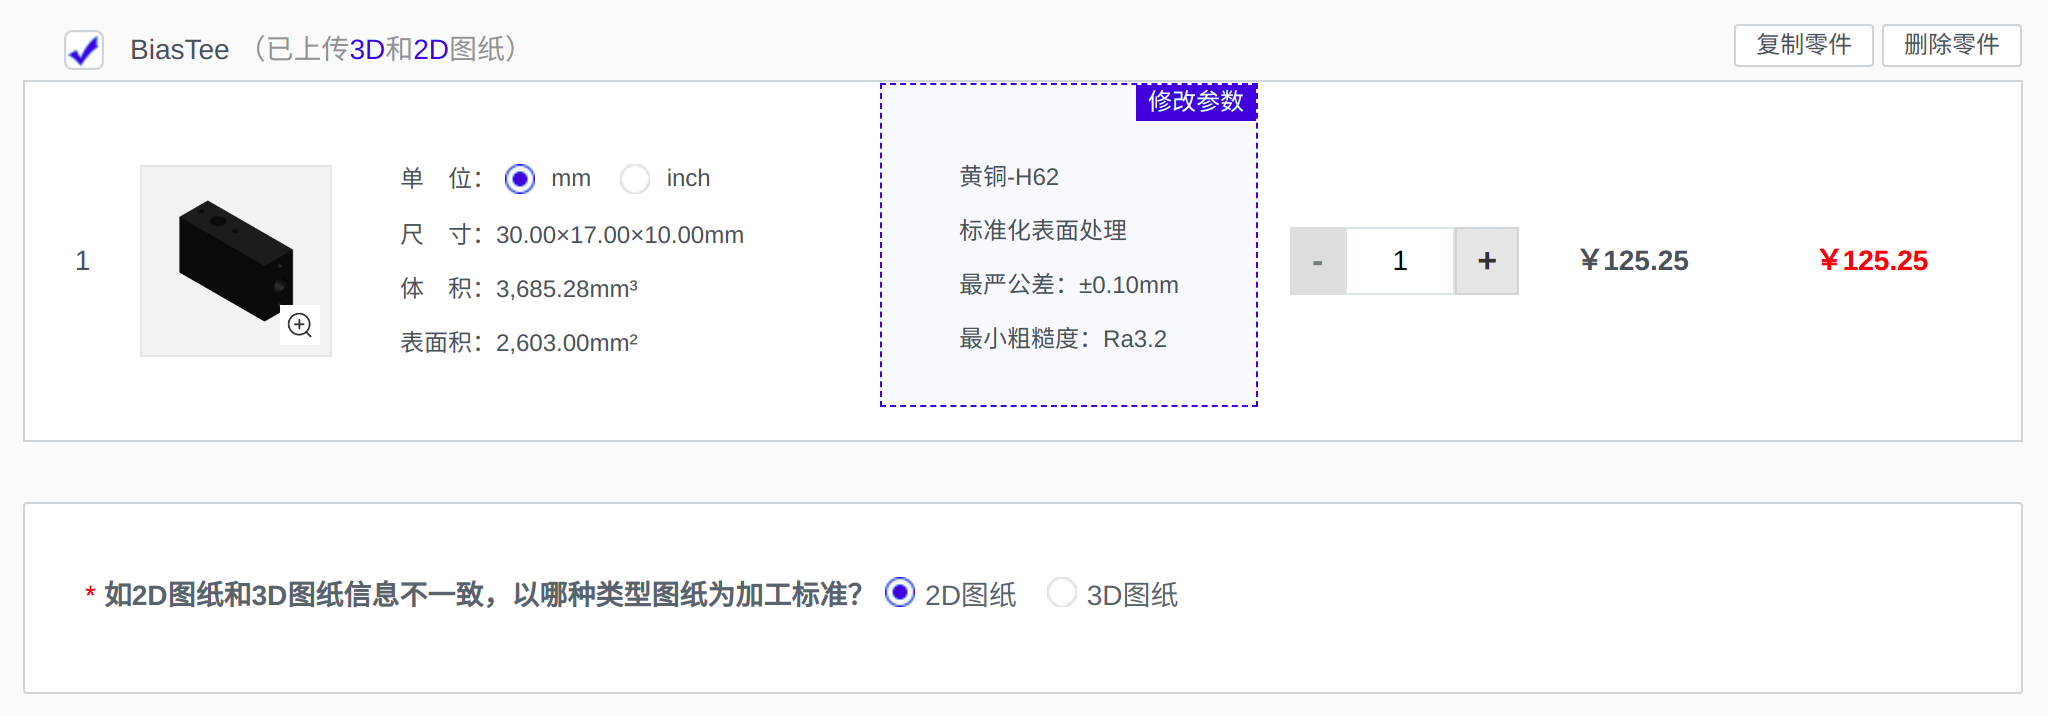 BiasTee （已上传3D和2D图纸）
复制零件
删除零件
修改参数
1
单 位： mm inch
尺 寸：30.00×17.00×10.00mm
体 积：3,685.28mm³
表面积：2,603.00mm²
黄铜-H62
标准化表面处理
最严公差：±0.10mm
最小粗糙度：Ra3.2
- 1 +
￥125.25
￥125.25
* 如2D图纸和3D图纸信息不一致，以哪种类型图纸为加工标准？ 2D图纸 3D图纸